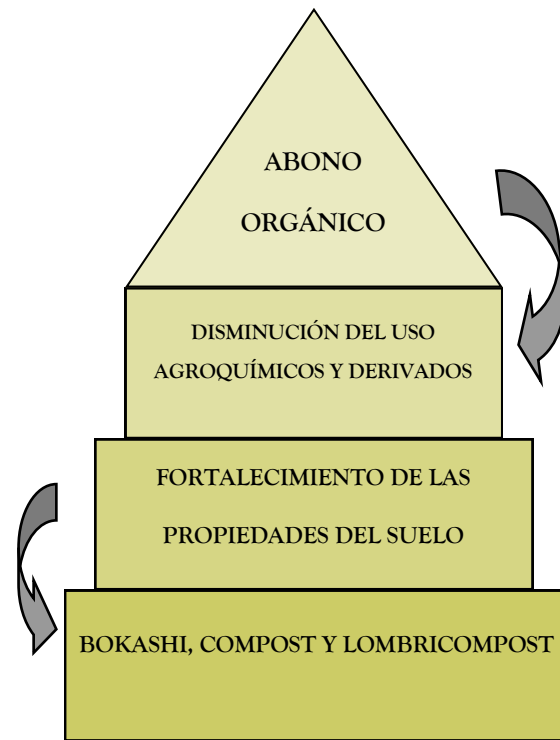 ABONO
ORGÁNICO
DISMINUCIÓN DEL USO
AGROQUÍMICOS Y DERIVADOS
FORTALECIMIENTO DE LAS
PROPIEDADES DEL SUELO
BOKASHI, COMPOST Y LOMBRICOMPOST